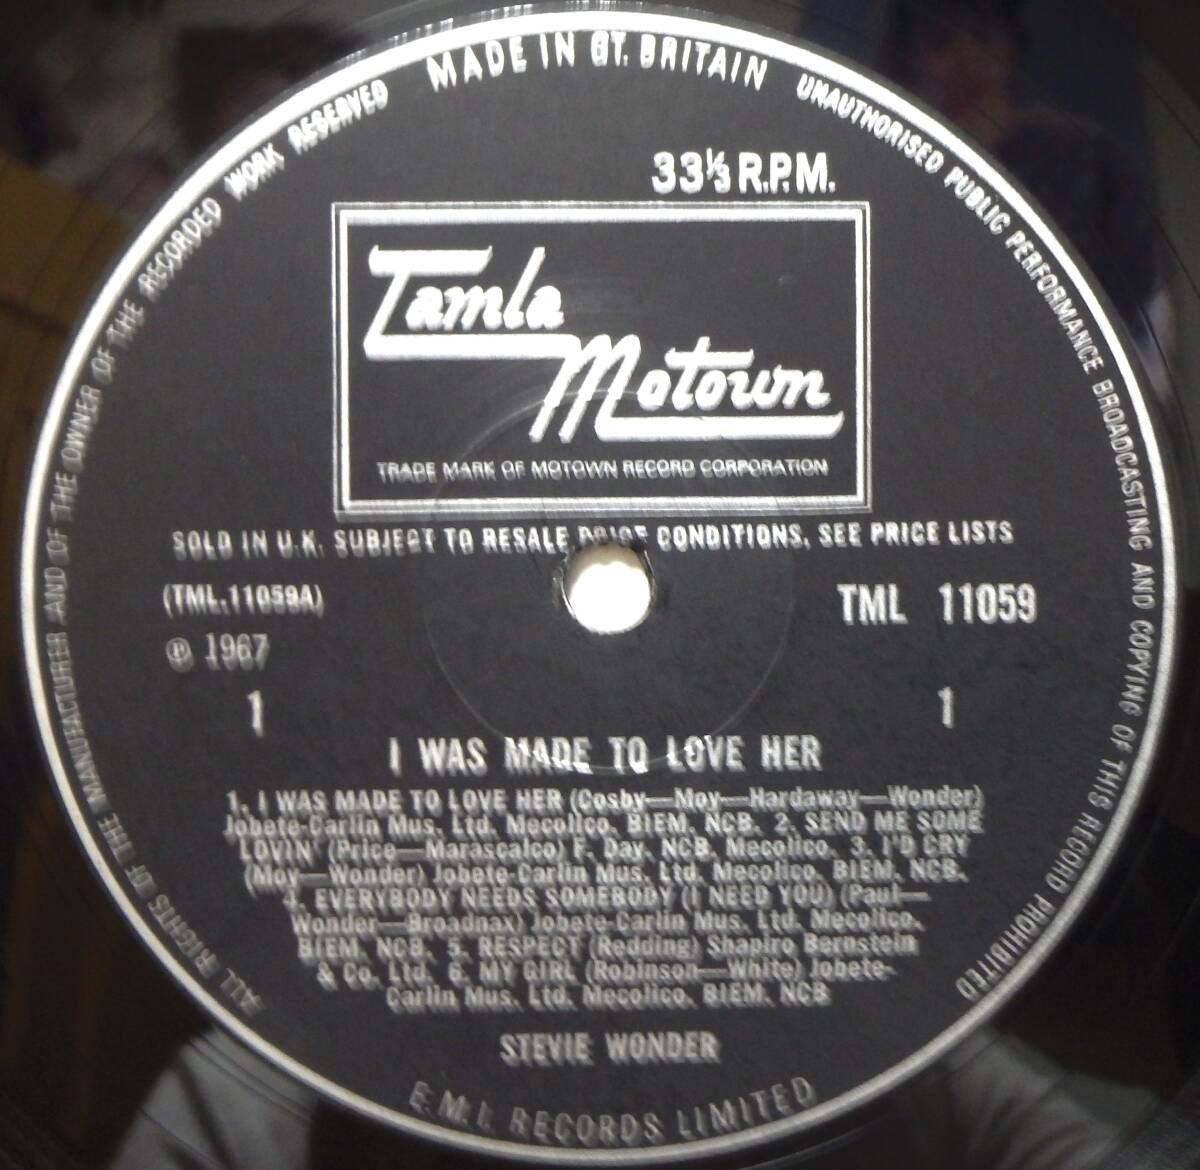 MADE IN GT. BRITAIN
UNAUTHORISED PUBLIC PERFORMANCE BROADCASTING AND COPYING OF THIS RECORD PROHIBITED
ALL RIGHTS OF THE MANUFACTURER AND OF THE OWNER OF THE RECORDED WORK RESERVED
33⅓ R.P.M.
Tamla
Motown
TRADE MARK OF MOTOWN RECORD CORPORATION
SOLD IN U.K. SUBJECT TO RESALE PRICE CONDITIONS, SEE PRICE LISTS
(TML.11059A) TML 11059
℗ 1967
1 1
I WAS MADE TO LOVE HER
1. I WAS MADE TO LOVE HER (Cosby—Moy—Hardaway—Wonder)
Jobete-Carlin Mus. Ltd. Mecolico. BIEM. NCB. 2. SEND ME SOME
LOVIN' (Price—Marascalco) F. Day. NCB. Mecolico. 3. I'D CRY
(Moy—Wonder) Jobete-Carlin Mus. Ltd. Mecolico. BIEM. NCB.
4. EVERYBODY NEEDS SOMEBODY (I NEED YOU) (Paul—
Wonder—Broadnax) Jobete-Carlin Mus. Ltd. Mecolico.
BIEM. NCB. 5. RESPECT (Redding) Shapiro Bernstein
& Co. Ltd. 6. MY GIRL (Robinson—White) Jobete-
Carlin Mus. Ltd. Mecolico. BIEM. NCB
STEVIE WONDER
E.M.I. RECORDS LIMITED